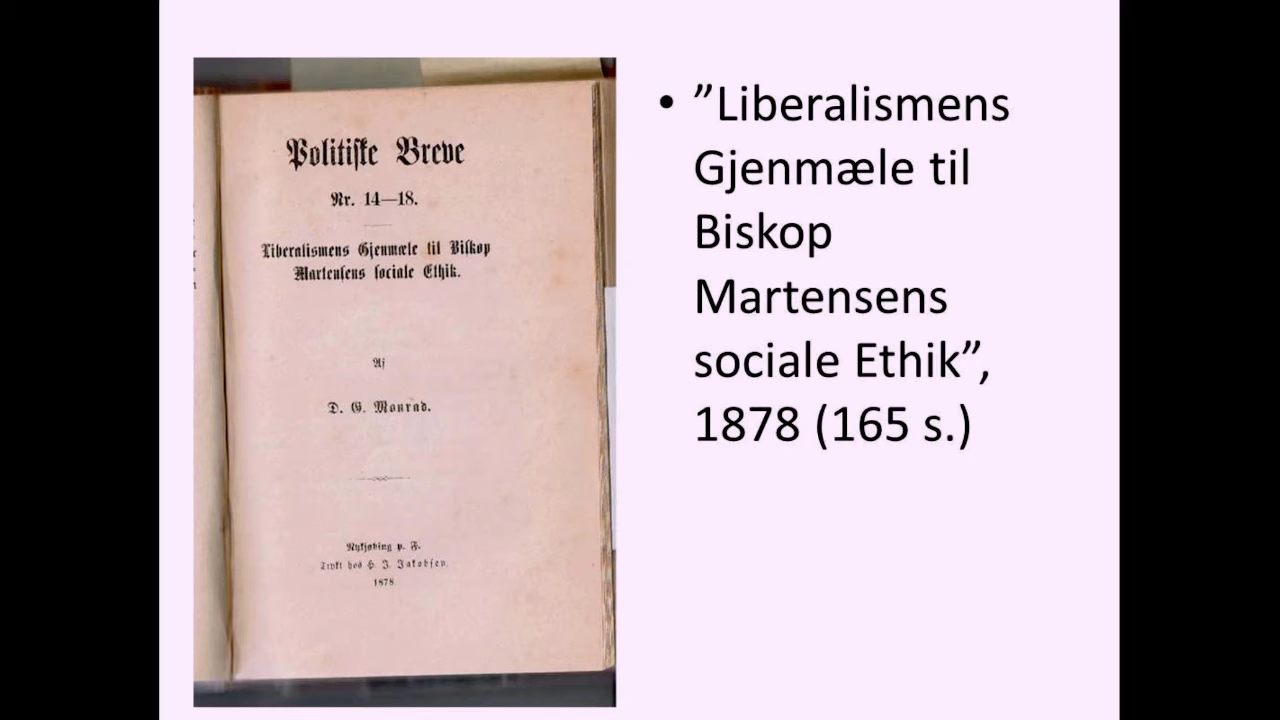 Politiske Breve
Nr. 14—18.
Liberalismens Gjenmæle til Biskop
Martensens sociale Ethik.
Af
D. G. Monrad.
Nykjøbing p. F.
Trykt hos H. J. Jakobsen.
1878
• ”Liberalismens
Gjenmæle til
Biskop
Martensens
sociale Ethik”,
1878 (165 s.)